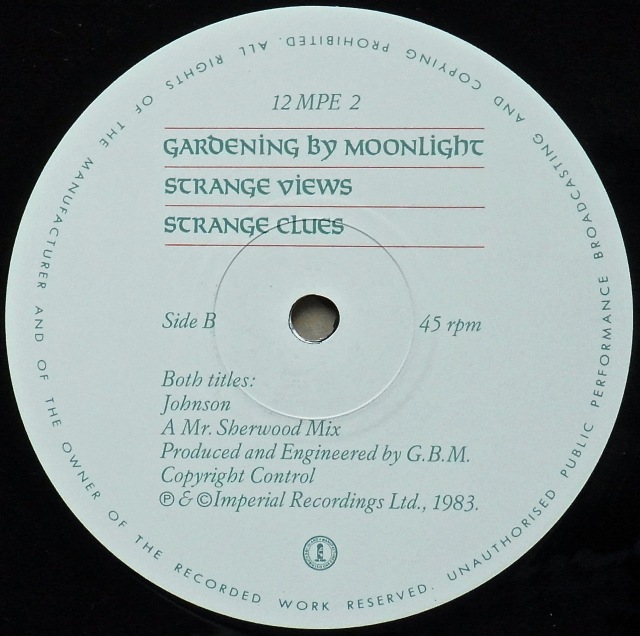 12 MPE 2
GARDENING BY MOONLIGHT
STRANGE VIEWS
STRANGE CLUES
Side B
45 rpm
Both titles:
Johnson
A Mr. Sherwood Mix
Produced and Engineered by G.B.M.
Copyright Control
℗ & ©Imperial Recordings Ltd., 1983.
ALL RIGHTS OF THE MANUFACTURER AND OF THE OWNER OF THE RECORDED WORK RESERVED. UNAUTHORISED PUBLIC PERFORMANCE BROADCASTING AND COPYING PROHIBITED.